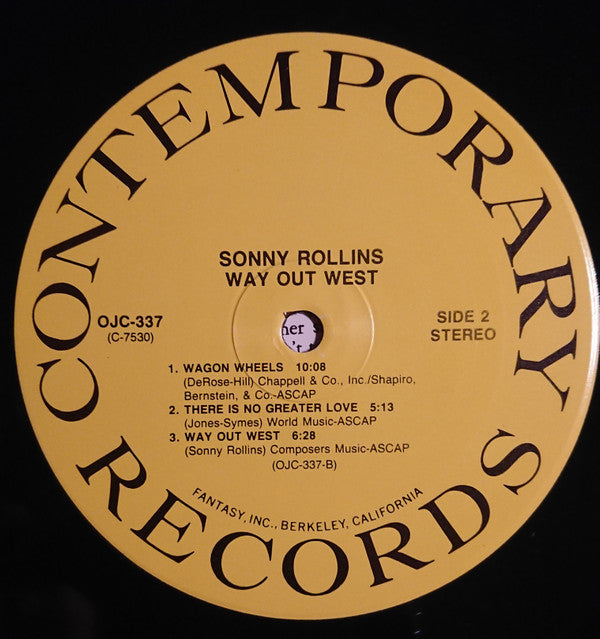 CONTEMPORARY
RECORDS
SONNY ROLLINS
WAY OUT WEST
OJC-337
(C-7530)
SIDE 2
STEREO
her
1. WAGON WHEELS 10:08
(DeRose-Hill) Chappell & Co., Inc./Shapiro,
Bernstein, & Co.-ASCAP
2. THERE IS NO GREATER LOVE 5:13
(Jones-Symes) World Music-ASCAP
3. WAY OUT WEST 6:28
(Sonny Rollins) Composers Music-ASCAP
(OJC-337-B)
FANTASY, INC., BERKELEY, CALIFORNIA